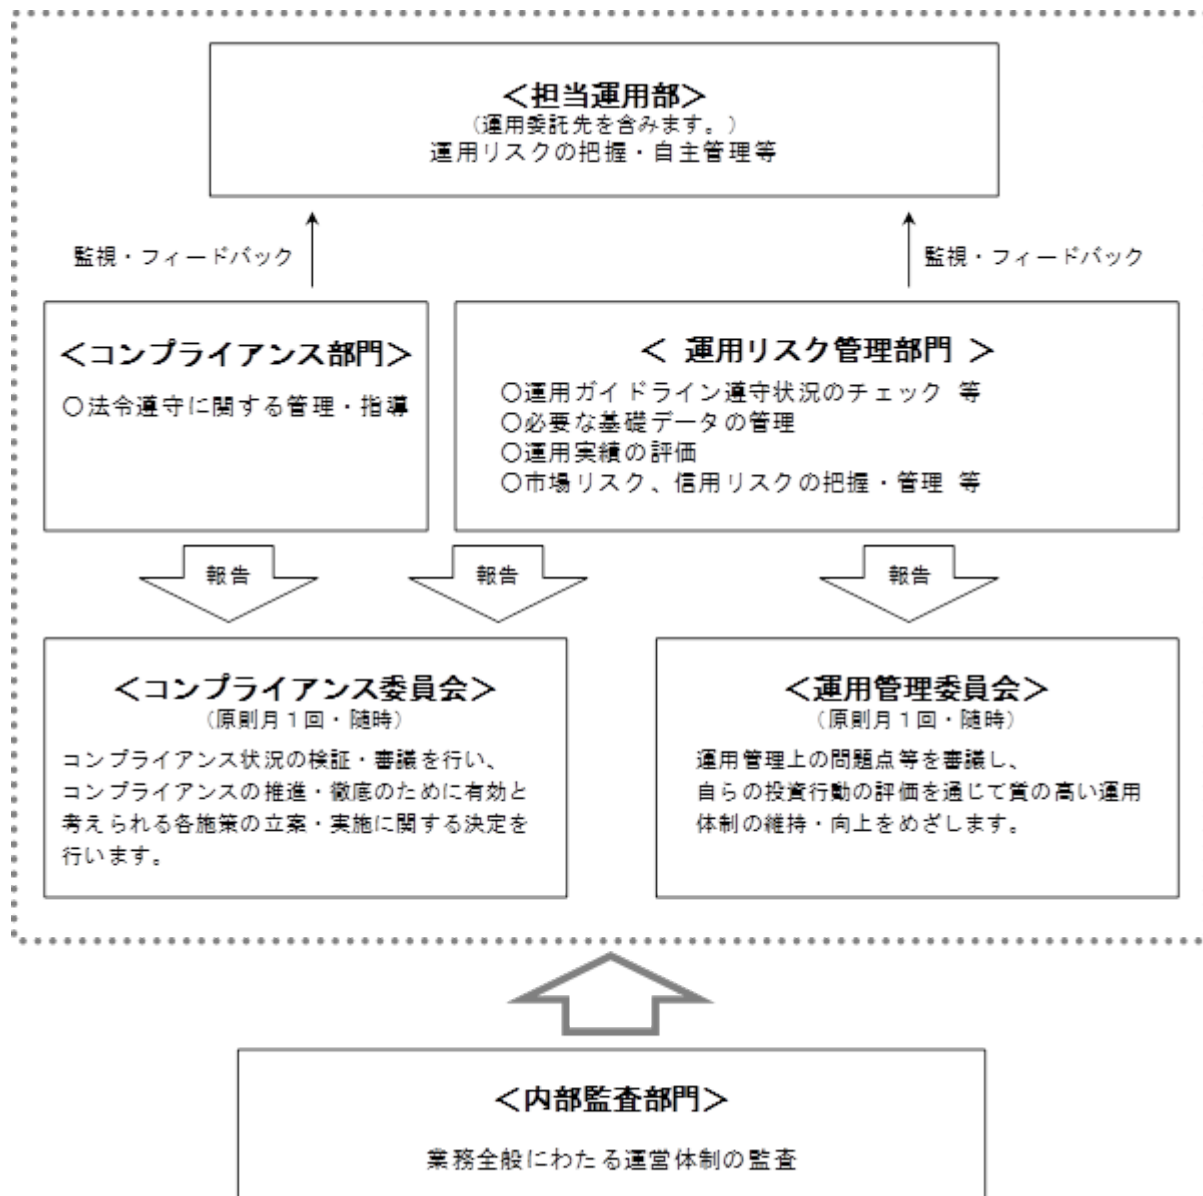 ＜担当運用部＞
（運用委託先を含みます。）
運用リスクの把握・自主管理等
監視・フィードバック
監視・フィードバック
＜コンプライアンス部門＞
○法令遵守に関する管理・指導
＜ 運用リスク管理部門 ＞
○運用ガイドライン遵守状況のチェック 等
○必要な基礎データの管理
○運用実績の評価
○市場リスク、信用リスクの把握・管理 等
報告
報告
報告
＜コンプライアンス委員会＞
（原則月１回・随時）
コンプライアンス状況の検証・審議を行い、
コンプライアンスの推進・徹底のために有効と
考えられる各施策の立案・実施に関する決定を
行います。
＜運用管理委員会＞
（原則月１回・随時）
運用管理上の問題点等を審議し、
自らの投資行動の評価を通じて質の高い運用
体制の維持・向上をめざします。
＜内部監査部門＞
業務全般にわたる運営体制の監査